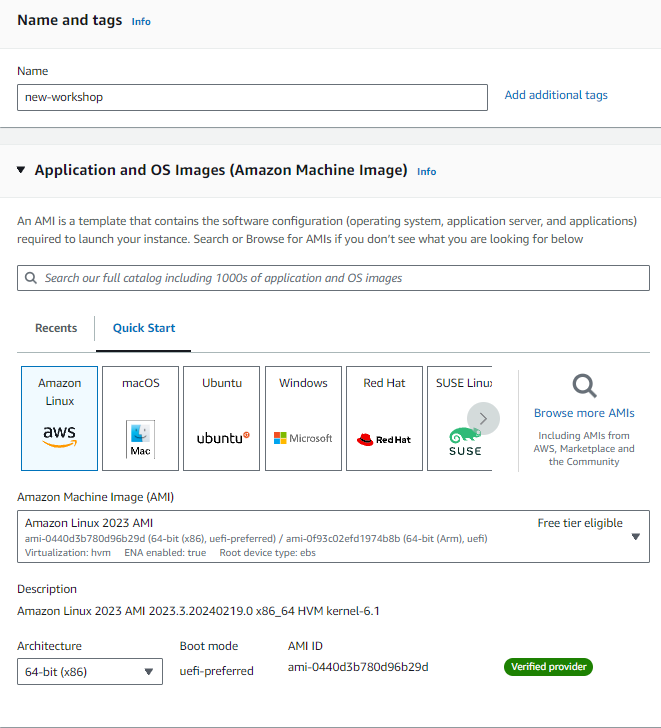 Name and tags Info
Name
new-workshop
Add additional tags
Application and OS Images (Amazon Machine Image) Info
An AMI is a template that contains the software configuration (operating system, application server, and applications)
required to launch your instance. Search or Browse for AMIs if you don't see what you are looking for below
Search our full catalog including 1000s of application and OS images
Recents
Quick Start
Amazon
Linux
aws
macOS
Mac
Ubuntu
ubuntu
Windows
Microsoft
Red Hat
Red Hat
SUSE Linux
SUSE
Browse more AMIs
Including AMIs from
AWS, Marketplace and
the Community
Amazon Machine Image (AMI)
Amazon Linux 2023 AMI
Free tier eligible
ami-0440d3b780d96b29d (64-bit (x86), uefi-preferred) / ami-0f93c02efd1974b8b (64-bit (Arm), uefi)
Virtualization: hvm ENA enabled: true Root device type: ebs
Description
Amazon Linux 2023 AMI 2023.3.20240219.0 x86_64 HVM kernel-6.1
Architecture
64-bit (x86)
Boot mode
uefi-preferred
AMI ID
ami-0440d3b780d96b29d
Verified provider